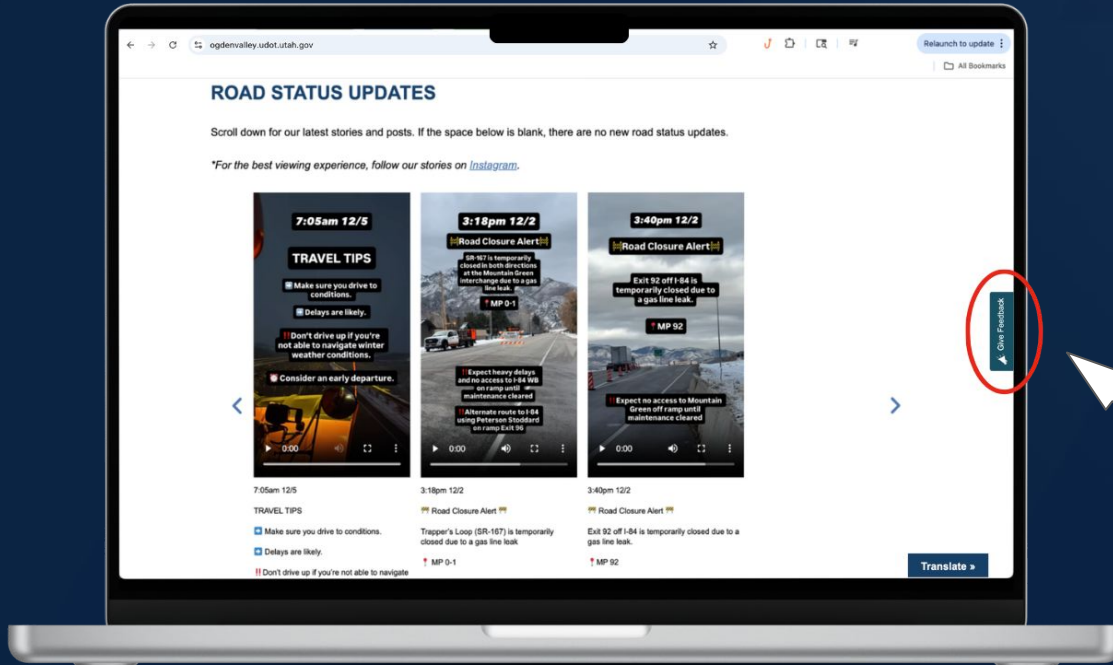 ogdenvalley.udot.utah.gov
Relaunch to update
All Bookmarks
ROAD STATUS UPDATES
Scroll down for our latest stories and posts. If the space below is blank, there are no new road status updates.
*For the best viewing experience, follow our stories on Instagram.
7:05am 12/5
TRAVEL TIPS
➡️Make sure you drive to
conditions.
➡️Delays are likely.
‼️Don't drive up if you're
not able to navigate winter
weather conditions.
⏰Consider an early departure.
0:00
3:18pm 12/2
🚧Road Closure Alert🚧
SR-167 is temporarily
closed in both directions
at the Mountain Green
interchange due to a gas
line leak.
📍MP 0-1
‼️Expect heavy delays
and no access to I-84 WB
on ramp until
maintenance cleared
‼️Alternate route to I-84
using Peterson Stoddard
on ramp Exit 96
0:00
3:40pm 12/2
🚧Road Closure Alert🚧
Exit 92 off I-84 is
temporarily closed due to
a gas line leak.
📍MP 92
‼️Expect no access to Mountain
Green off ramp until
maintenance cleared
0:00
7:05am 12/5
TRAVEL TIPS
➡️ Make sure you drive to conditions.
➡️ Delays are likely.
‼️ Don't drive up if you're not able to navigate
3:18pm 12/2
🚧 Road Closure Alert 🚧
Trapper's Loop (SR-167) is temporarily
closed due to a gas line leak
📍 MP 0-1
3:40pm 12/2
🚧 Road Closure Alert 🚧
Exit 92 off I-84 is temporarily closed due to a
gas line leak.
📍 MP 92
Give Feedback
Translate »